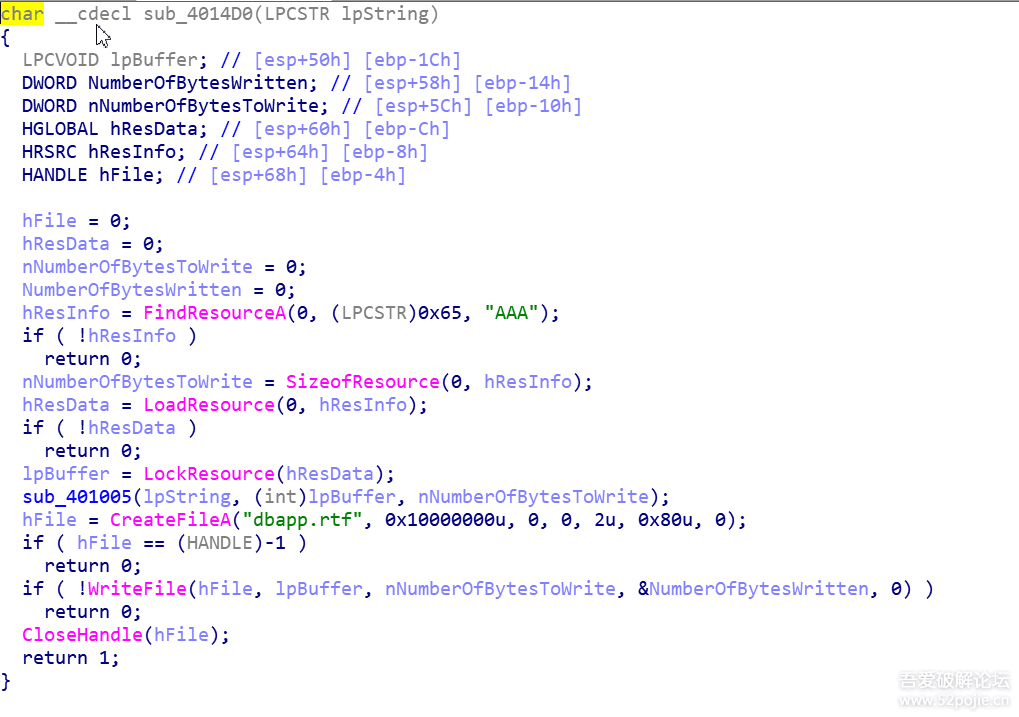 char __cdecl sub_4014D0(LPCSTR lpString)
{
  LPCVOID lpBuffer; // [esp+50h] [ebp-1Ch]
  DWORD NumberOfBytesWritten; // [esp+58h] [ebp-14h]
  DWORD nNumberOfBytesToWrite; // [esp+5Ch] [ebp-10h]
  HGLOBAL hResData; // [esp+60h] [ebp-Ch]
  HRSRC hResInfo; // [esp+64h] [ebp-8h]
  HANDLE hFile; // [esp+68h] [ebp-4h]

  hFile = 0;
  hResData = 0;
  nNumberOfBytesToWrite = 0;
  NumberOfBytesWritten = 0;
  hResInfo = FindResourceA(0, (LPCSTR)0x65, "AAA");
  if ( !hResInfo )
    return 0;
  nNumberOfBytesToWrite = SizeofResource(0, hResInfo);
  hResData = LoadResource(0, hResInfo);
  if ( !hResData )
    return 0;
  lpBuffer = LockResource(hResData);
  sub_401005(lpString, (int)lpBuffer, nNumberOfBytesToWrite);
  hFile = CreateFileA("dbapp.rtf", 0x10000000u, 0, 0, 2u, 0x80u, 0);
  if ( hFile == (HANDLE)-1 )
    return 0;
  if ( !WriteFile(hFile, lpBuffer, nNumberOfBytesToWrite, &NumberOfBytesWritten, 0) )
    return 0;
  CloseHandle(hFile);
  return 1;
}
吾爱破解论坛
www.52pojie.cn